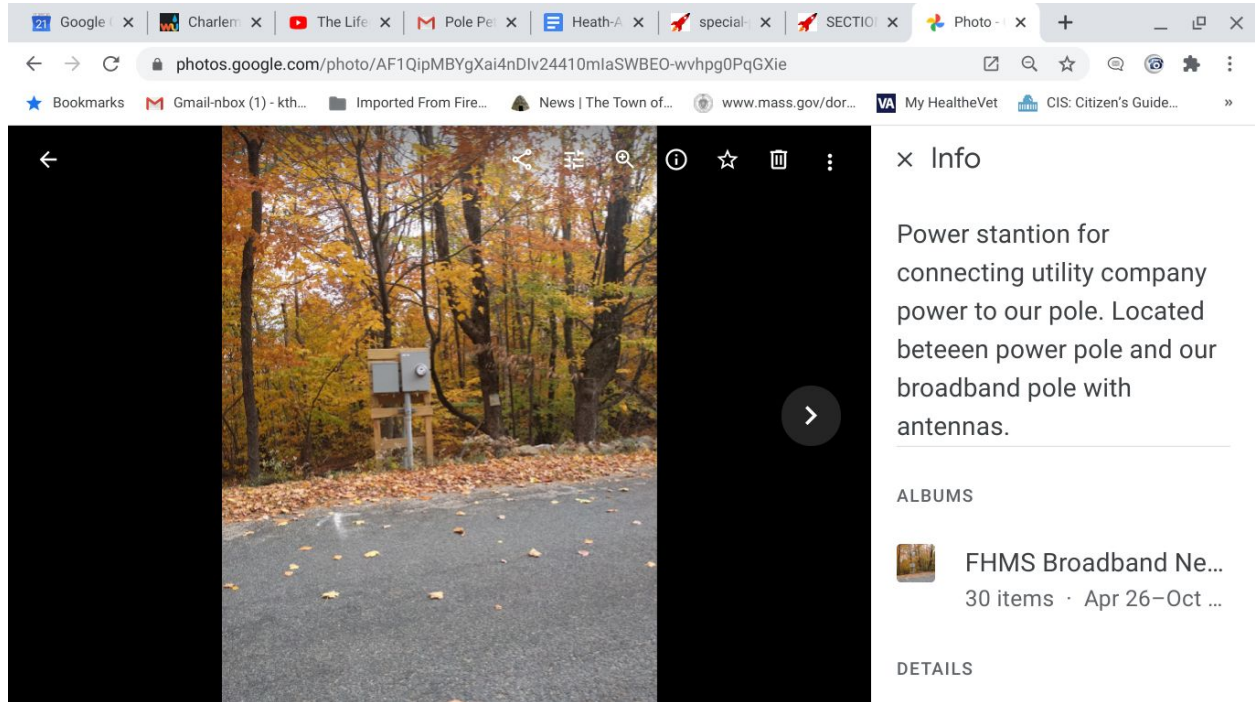 21 Google ( Charlem The Life Pole Pet Heath-A special- SECTIO Photo -
photos.google.com/photo/AF1QipMBYgXai4nDIv24410mIaSWBEO-wvhpg0PqGXie
Bookmarks Gmail-nbox (1) - kth... Imported From Fire... News | The Town of... www.mass.gov/dor... VA My HealtheVet CIS: Citizen's Guide... »
Info
Power stantion for
connecting utility company
power to our pole. Located
beteeen power pole and our
broadband pole with
antennas.
ALBUMS
FHMS Broadband Ne...
30 items · Apr 26–Oct ...
DETAILS